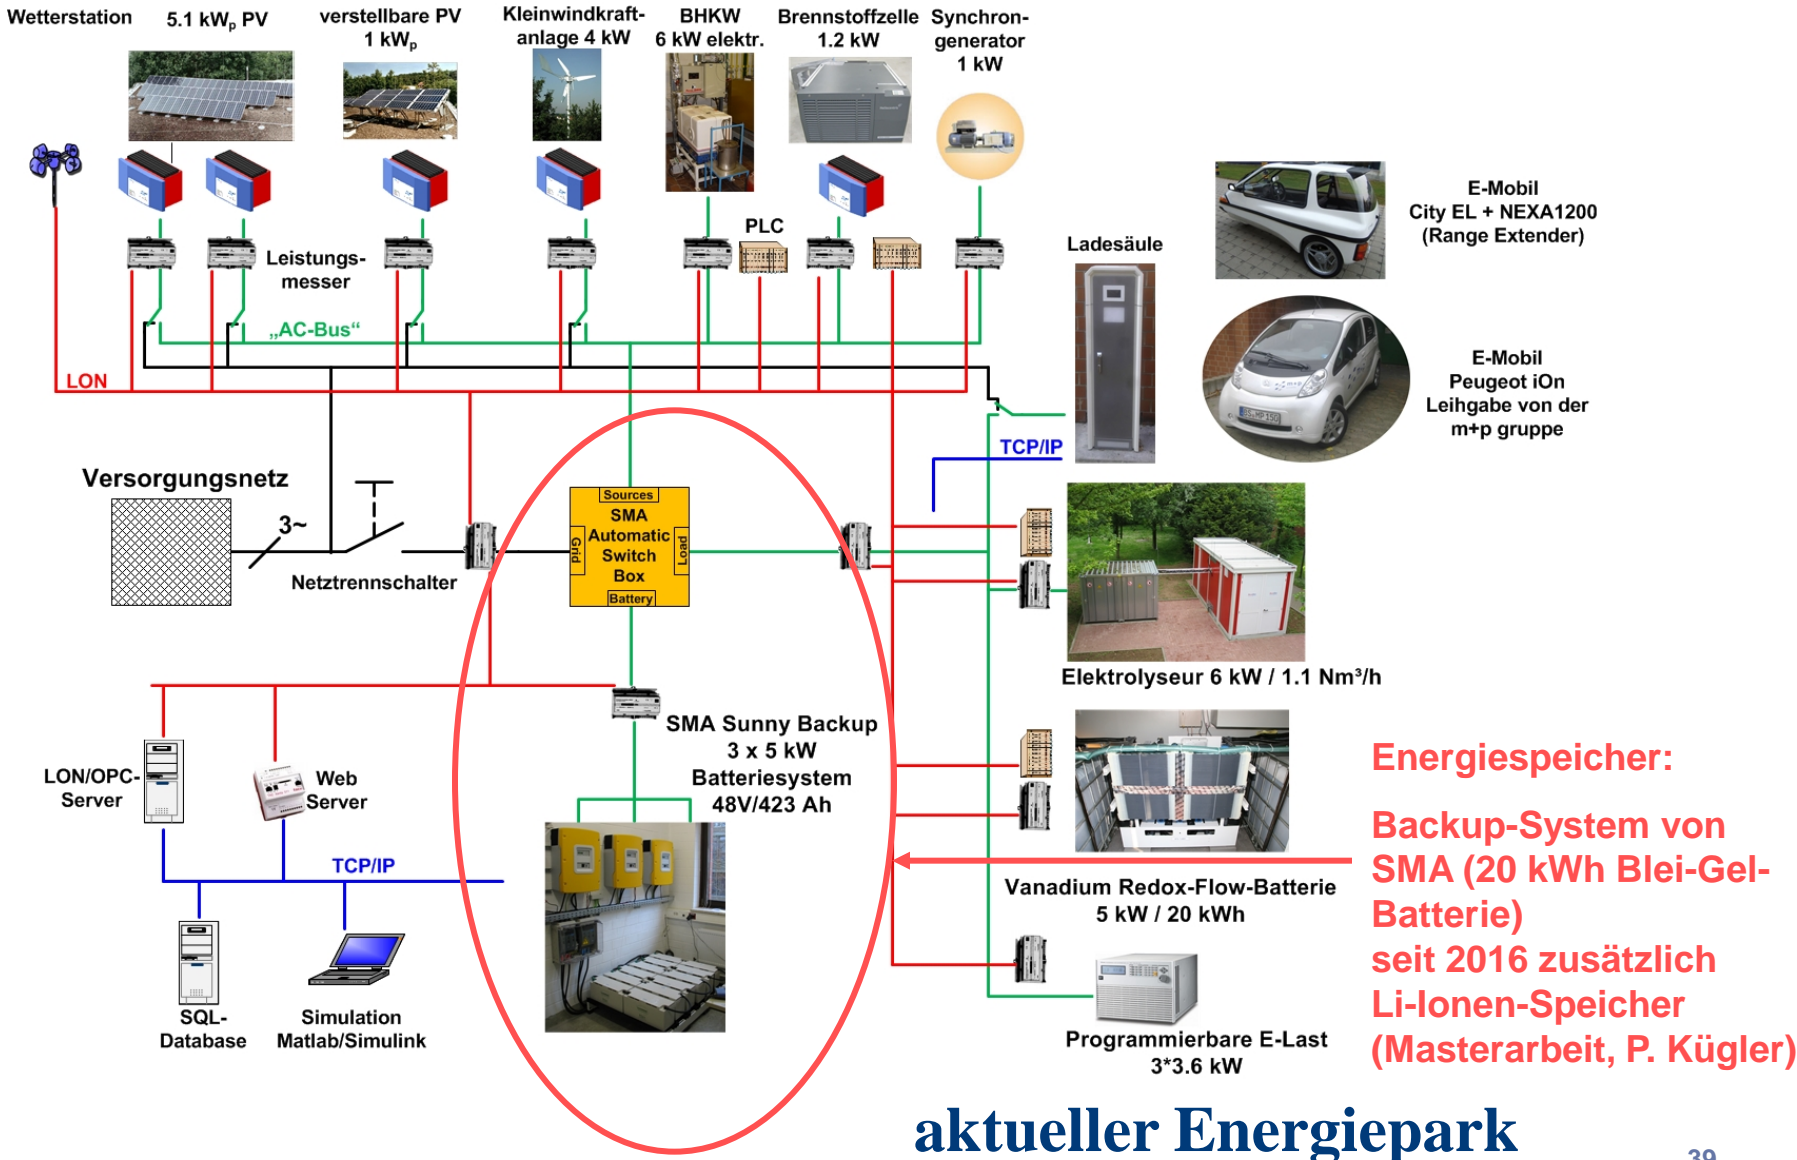 Wetterstation
5.1 kWp PV
verstellbare PV
1 kWp
Kleinwindkraft-
anlage 4 kW
BHKW
6 kW elektr.
Brennstoffzelle
1.2 kW
Synchron-
generator
1 kW
PLC
Leistungs-
messer
„AC-Bus“
LON
Ladesäule
E-Mobil
City EL + NEXA1200
(Range Extender)
E-Mobil
Peugeot iOn
Leihgabe von der
m+p gruppe
TCP/IP
Versorgungsnetz
3~
Netztrennschalter
Sources
SMA
Automatic
Switch
Box
Grid
Load
Battery
Elektrolyseur 6 kW / 1.1 Nm³/h
SMA Sunny Backup
3 x 5 kW
Batteriesystem
48V/423 Ah
LON/OPC-
Server
Web
Server
TCP/IP
SQL-
Database
Simulation
Matlab/Simulink
Vanadium Redox-Flow-Batterie
5 kW / 20 kWh
Programmierbare E-Last
3*3.6 kW
Energiespeicher:
Backup-System von
SMA (20 kWh Blei-Gel-
Batterie)
seit 2016 zusätzlich
Li-Ionen-Speicher
(Masterarbeit, P. Kügler)
aktueller Energiepark
39